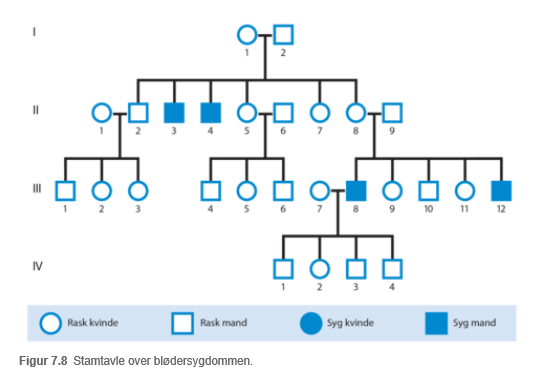 I
1 2
II
1 2 3 4 5 6 7 8 9
III
1 2 3 4 5 6 7 8 9 10 11 12
IV
1 2 3 4
Rask kvinde Rask mand Syg kvinde Syg mand
Figur 7.8 Stamtavle over blødersygdommen.